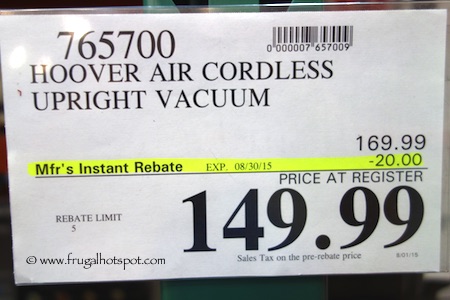 765700
0000007657009
HOOVER AIR CORDLESS
UPRIGHT VACUUM
169.99
Mfr's Instant Rebate EXP. 08/30/15 -20.00
PRICE AT REGISTER
REBATE LIMIT
5
149.99
© www.frugalhotspot.com
Sales Tax on the pre-rebate price
6/01/15